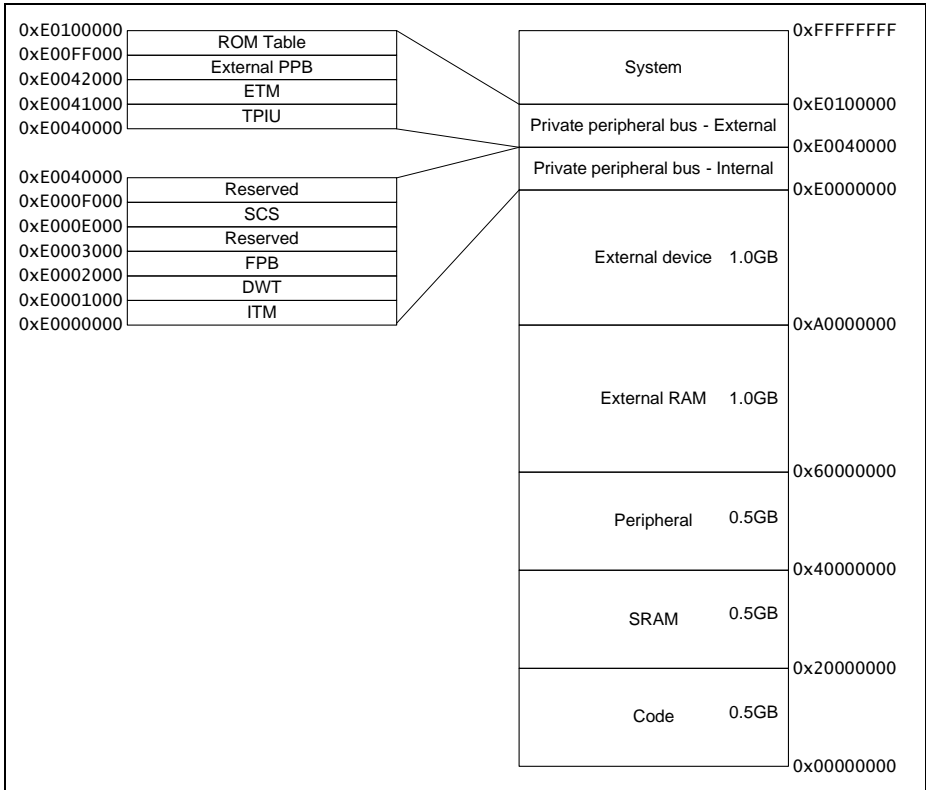 0xE0100000
ROM Table
0xE00FF000
External PPB
0xE0042000
ETM
0xE0041000
TPIU
0xE0040000
0xE0040000
Reserved
0xE000F000
SCS
0xE000E000
Reserved
0xE0003000
FPB
0xE0002000
DWT
0xE0001000
ITM
0xE0000000
0xFFFFFFFF
System
0xE0100000
Private peripheral bus - External
0xE0040000
Private peripheral bus - Internal
0xE0000000
External device 1.0GB
0xA0000000
External RAM 1.0GB
0x60000000
Peripheral 0.5GB
0x40000000
SRAM 0.5GB
0x20000000
Code 0.5GB
0x00000000